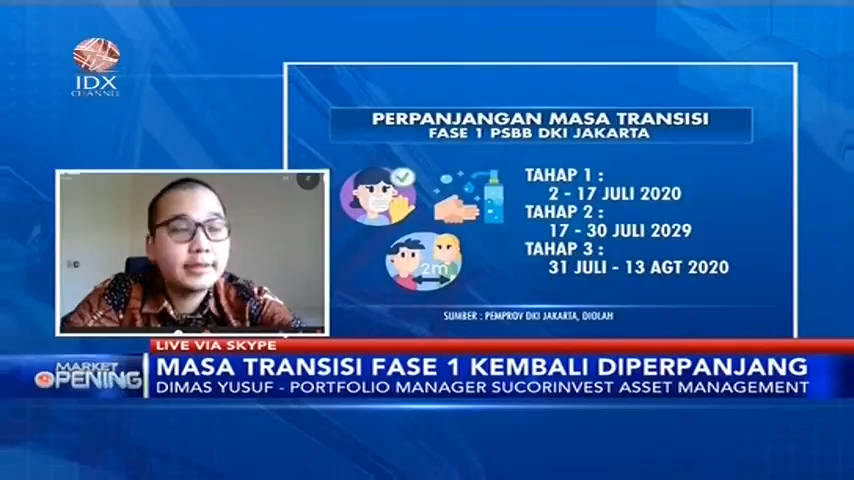 IDX
CHANNEL
PERPANJANGAN MASA TRANSISI
FASE 1 PSBB DKI JAKARTA
TAHAP 1 :
2 - 17 JULI 2020
TAHAP 2 :
17 - 30 JULI 2029
TAHAP 3 :
31 JULI - 13 AGT 2020
2m
SUMBER : PEMPROV DKI JAKARTA, DIOLAH
LIVE VIA SKYPE
MARKET
OPENING
MASA TRANSISI FASE 1 KEMBALI DIPERPANJANG
DIMAS YUSUF - PORTFOLIO MANAGER SUCORINVEST ASSET MANAGEMENT